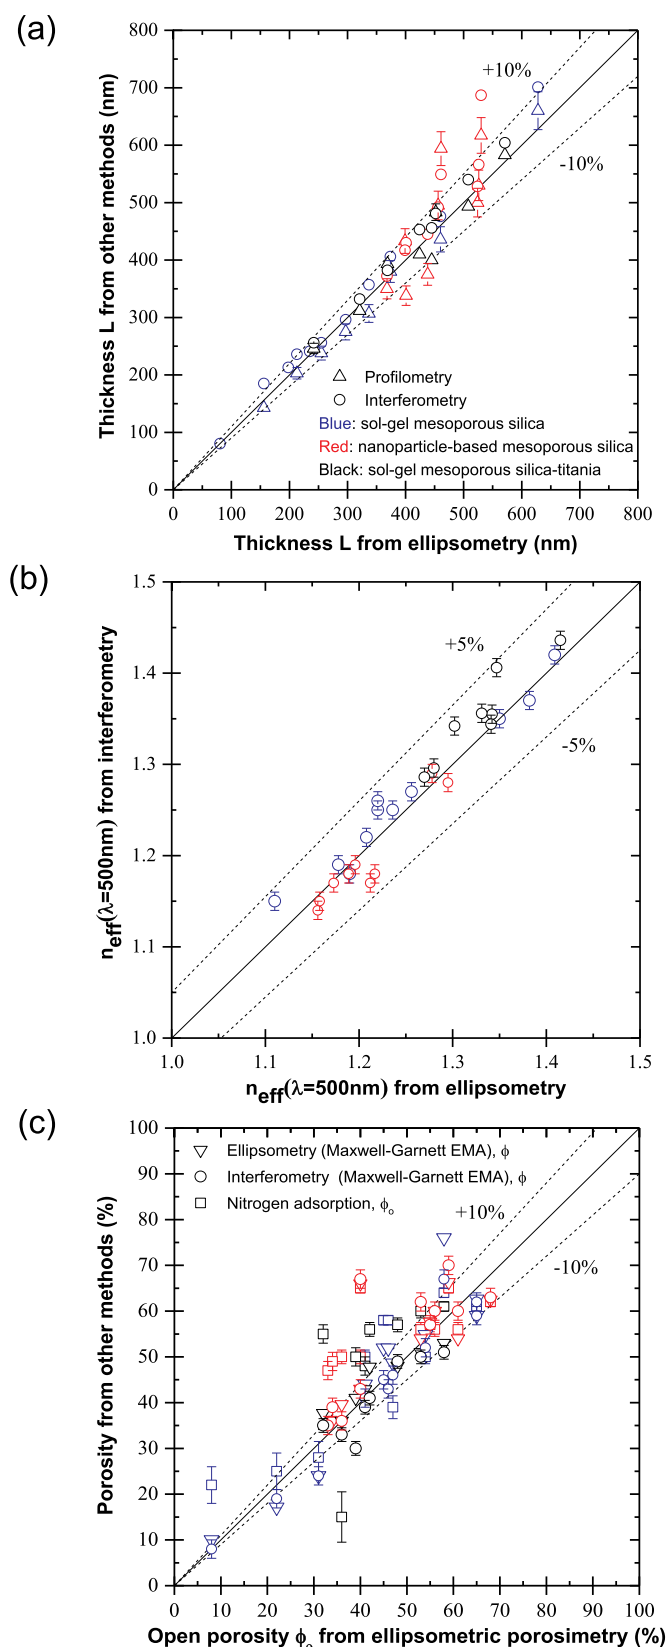 (a)
800
700
600
500
400
300
200
100
0
Thickness L from other methods (nm)
+10%
-10%
Profilometry
Interferometry
Blue: sol-gel mesoporous silica
Red: nanoparticle-based mesoporous silica
Black: sol-gel mesoporous silica-titania
0 100 200 300 400 500 600 700 800
Thickness L from ellipsometry (nm)
(b)
1.5
1.4
1.3
1.2
1.1
1.0
neff(λ=500nm) from interferometry
+5%
-5%
1.0 1.1 1.2 1.3 1.4 1.5
neff(λ=500nm) from ellipsometry
(c)
100
90
80
70
60
50
40
30
20
10
0
Porosity from other methods (%)
Ellipsometry (Maxwell-Garnett EMA), ϕ
Interferometry (Maxwell-Garnett EMA), ϕ
Nitrogen adsorption, ϕo
+10%
-10%
0 10 20 30 40 50 60 70 80 90 100
Open porosity ϕo from ellipsometric porosimetry (%)